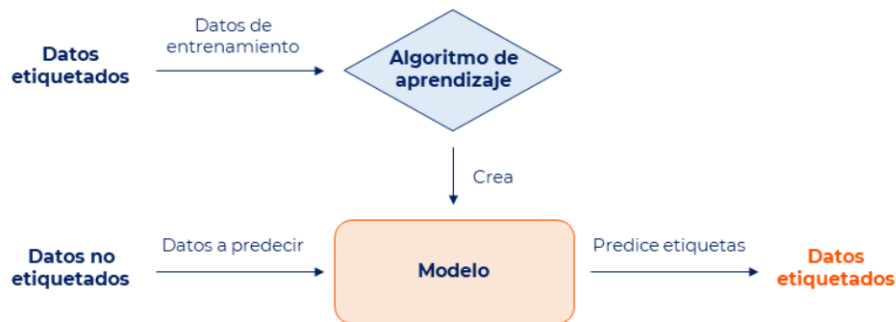 Datos de
entrenamiento
Datos
etiquetados
Algoritmo de
aprendizaje
Crea
Datos no
etiquetados
Datos a predecir
Modelo
Predice etiquetas
Datos
etiquetados